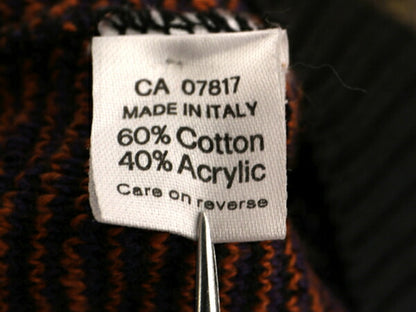 CA 07817
MADE IN ITALY
60% Cotton
40% Acrylic
Care on reverse